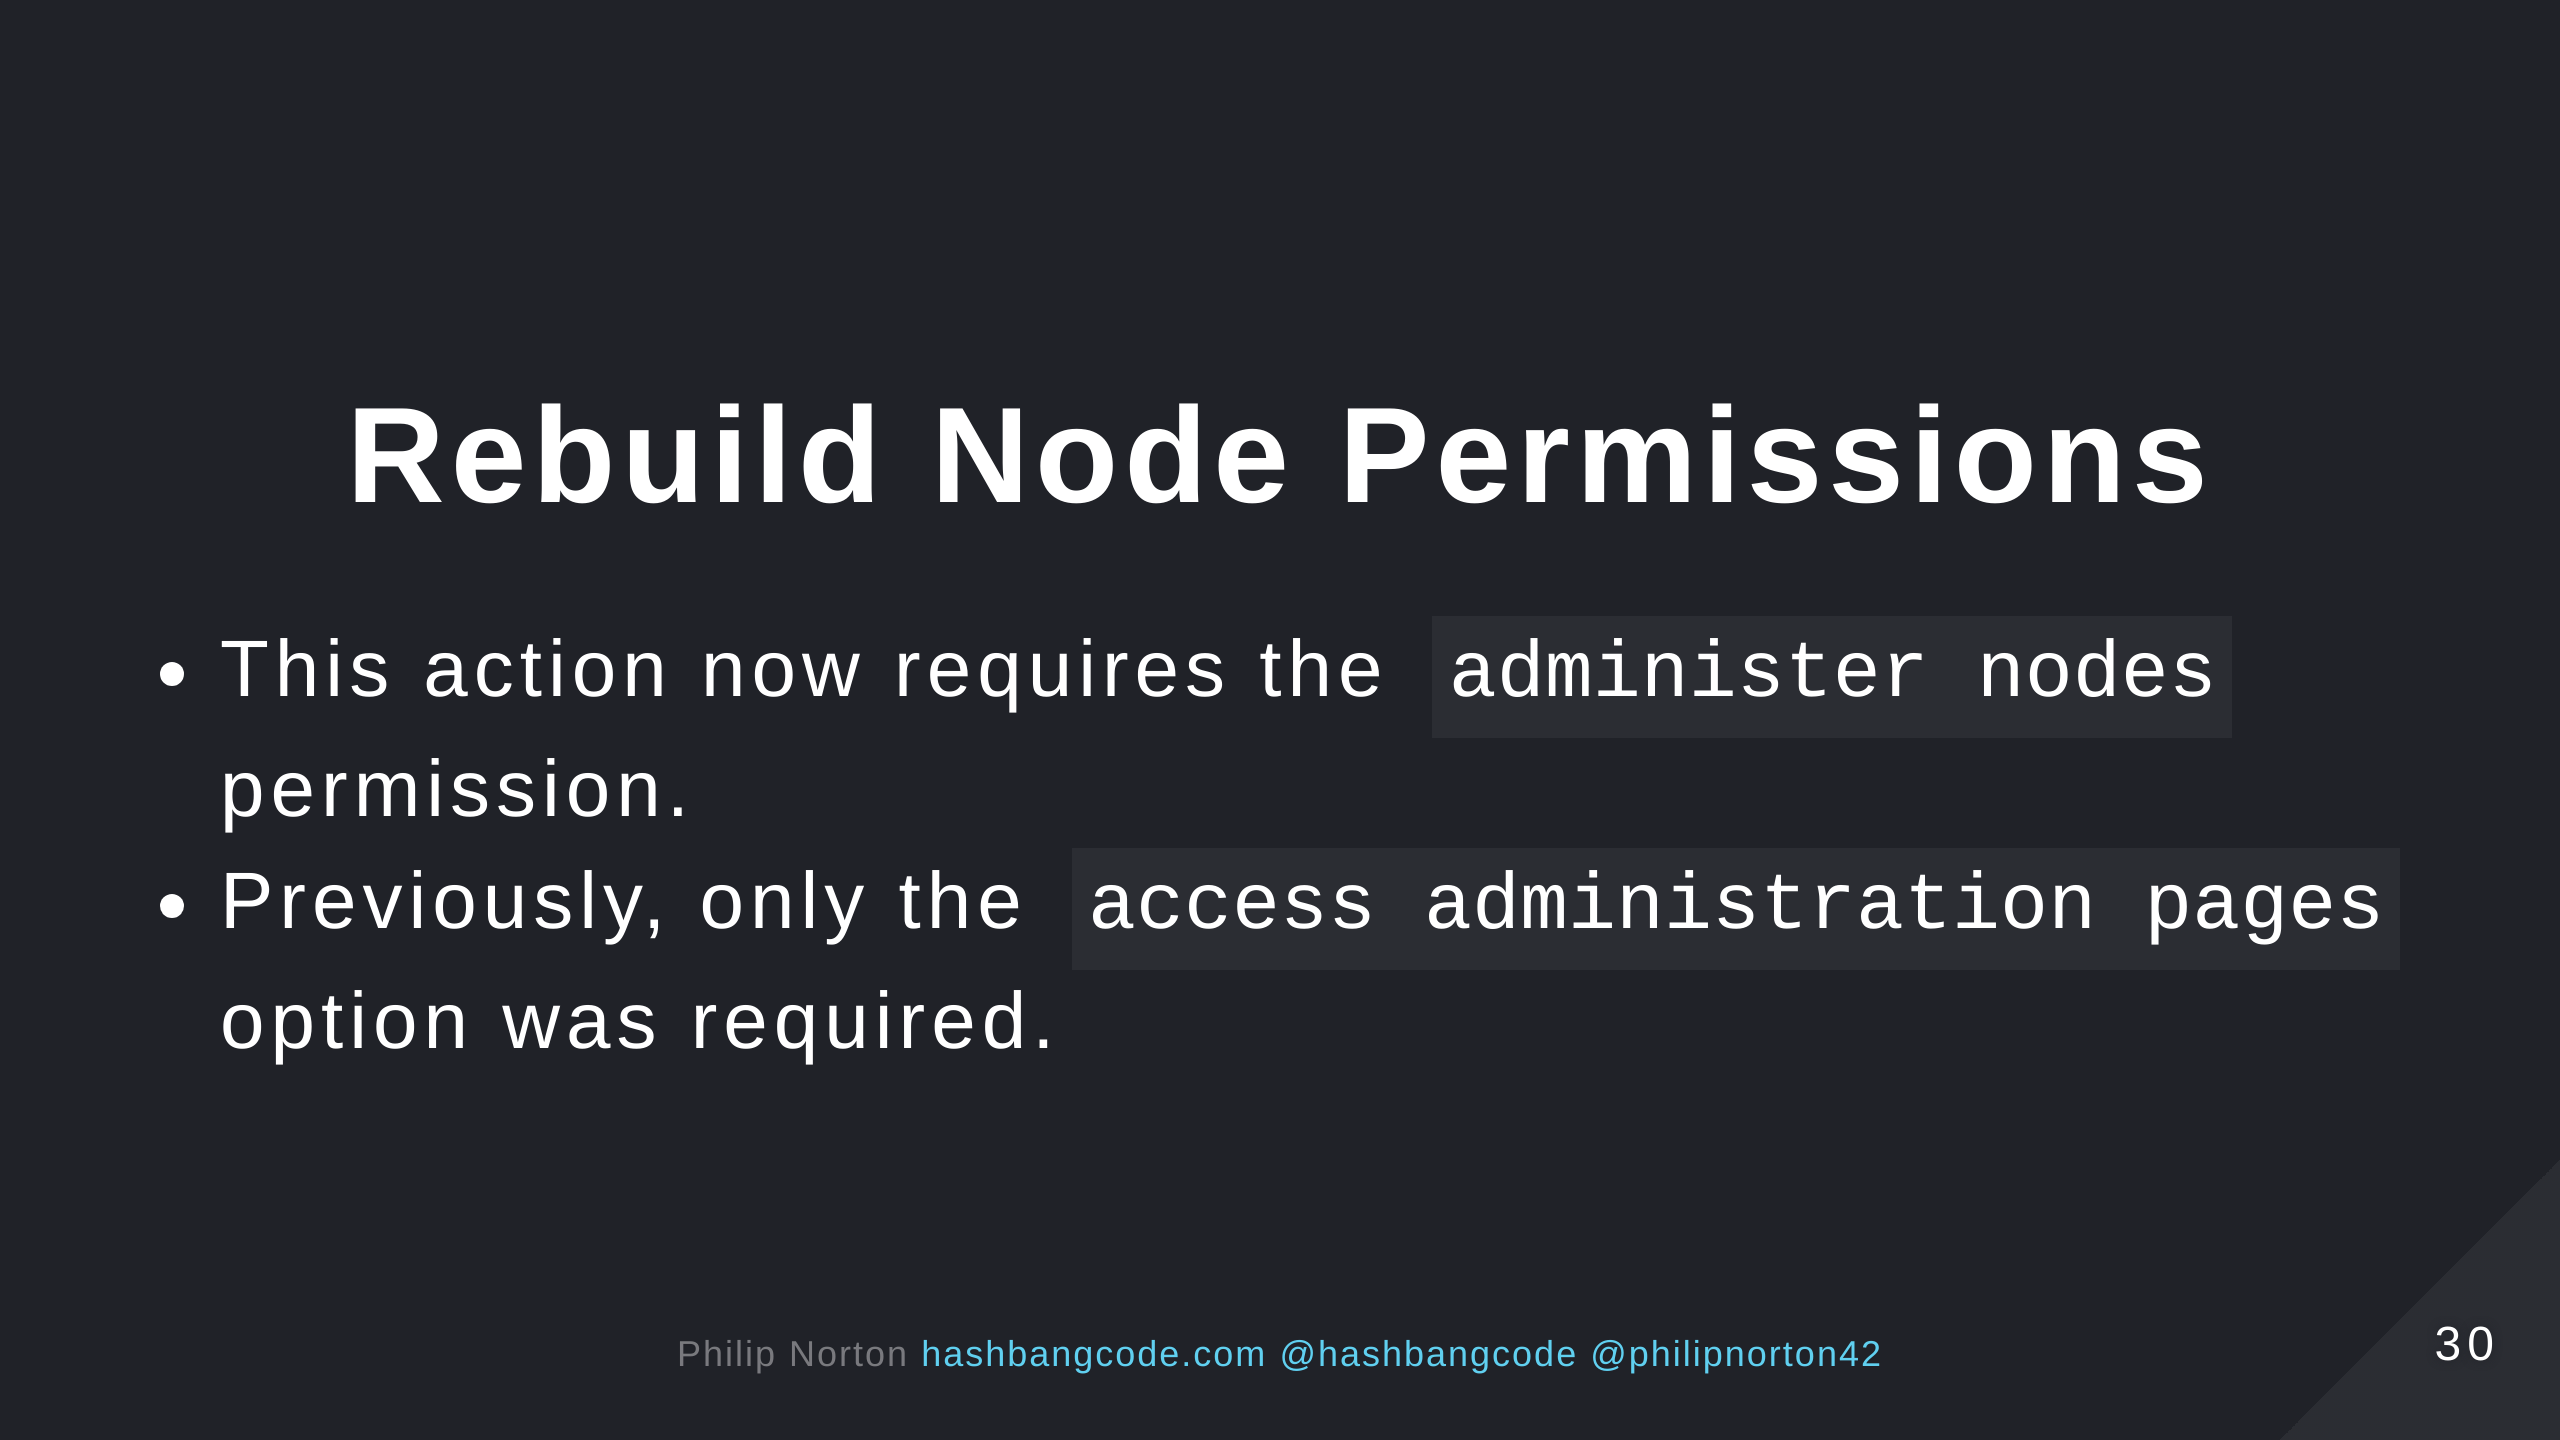 Rebuild Node Permissions
• This action now requires the administer nodes
permission.
• Previously, only the access administration pages
option was required.
Philip Norton hashbangcode.com @hashbangcode @philipnorton42
30